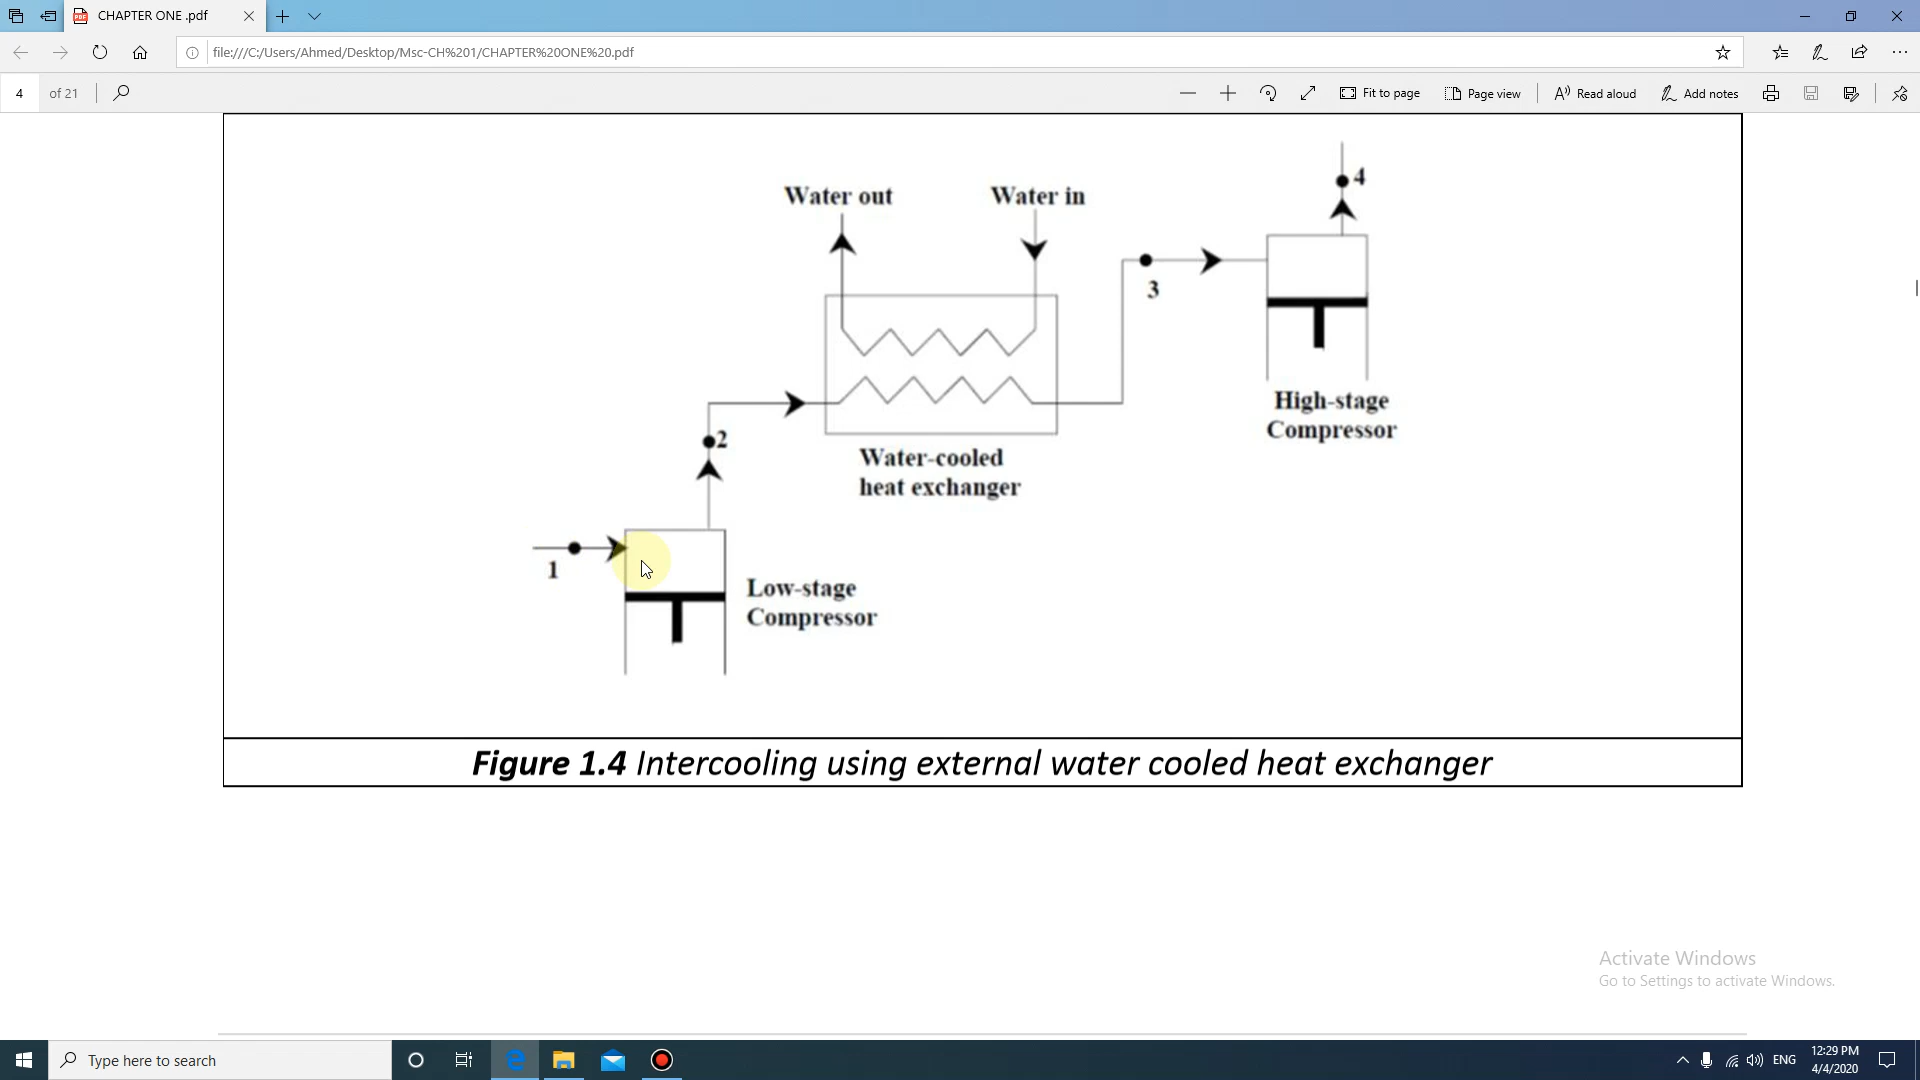 CHAPTER ONE .pdf
file:///C:/Users/Ahmed/Desktop/Msc-CH%201/CHAPTER%20ONE%20.pdf
4 of 21
Fit to page
Page view
Read aloud
Add notes
4
Water out
Water in
3
High-stage
Compressor
2
Water-cooled
heat exchanger
1
Low-stage
Compressor
Figure 1.4 Intercooling using external water cooled heat exchanger
Activate Windows
Go to Settings to activate Windows.
Type here to search
ENG
12:29 PM
4/4/2020